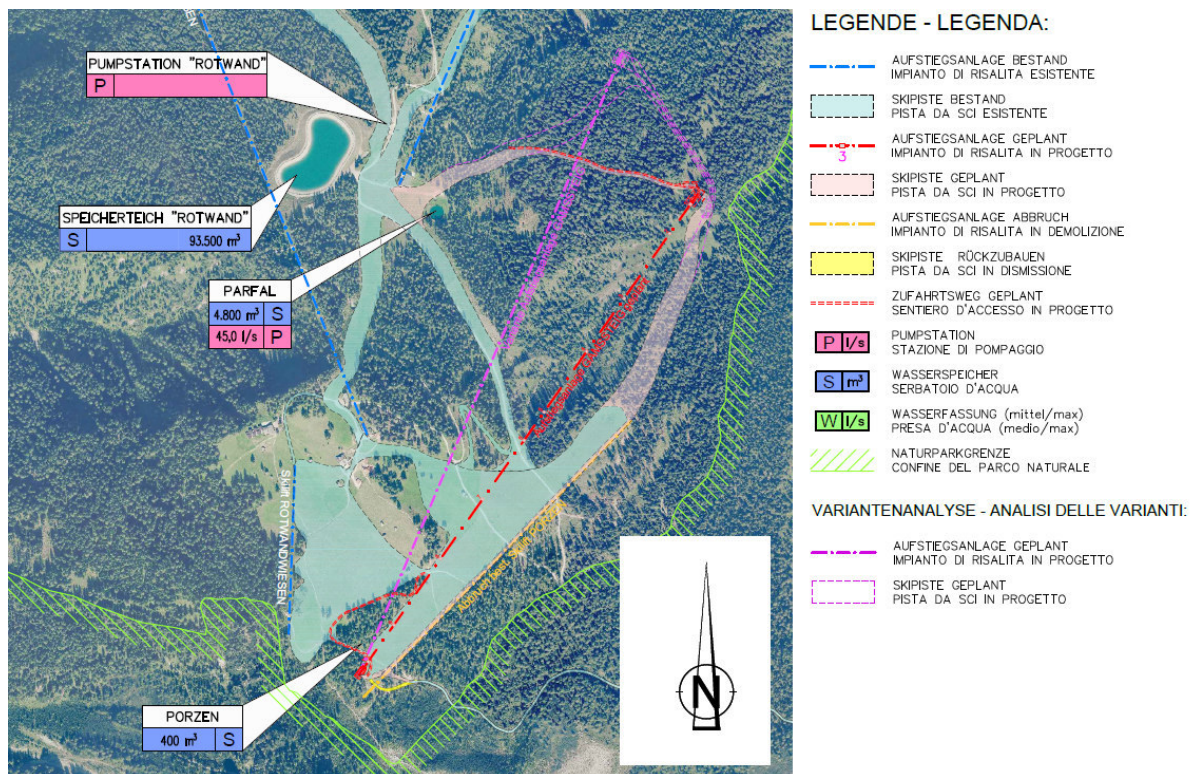 PUMPSTATION "ROTWAND"
P
SPEICHERTEICH "ROTWAND"
S 93.500 m³
PARFAL
4.800 m³ S
45,0 l/s P
Skilift ROTWANDWIESEN
PORZEN
400 m³ S
N
LEGENDE - LEGENDA:
AUFSTIEGSANLAGE BESTAND
IMPIANTO DI RISALITA ESISTENTE
SKIPISTE BESTAND
PISTA DA SCI ESISTENTE
3
AUFSTIEGSANLAGE GEPLANT
IMPIANTO DI RISALITA IN PROGETTO
SKIPISTE GEPLANT
PISTA DA SCI IN PROGETTO
AUFSTIEGSANLAGE ABBRUCH
IMPIANTO DI RISALITA IN DEMOLIZIONE
SKIPISTE RÜCKZUBAUEN
PISTA DA SCI IN DISMISSIONE
ZUFAHRTSWEG GEPLANT
SENTIERO D'ACCESSO IN PROGETTO
P l/s
PUMPSTATION
STAZIONE DI POMPAGGIO
S m³
WASSERSPEICHER
SERBATOIO D'ACQUA
W l/s
WASSERFASSUNG (mittel/max)
PRESA D'ACQUA (medio/max)
NATURPARKGRENZE
CONFINE DEL PARCO NATURALE
VARIANTENANALYSE - ANALISI DELLE VARIANTI:
AUFSTIEGSANLAGE GEPLANT
IMPIANTO DI RISALITA IN PROGETTO
SKIPISTE GEPLANT
PISTA DA SCI IN PROGETTO